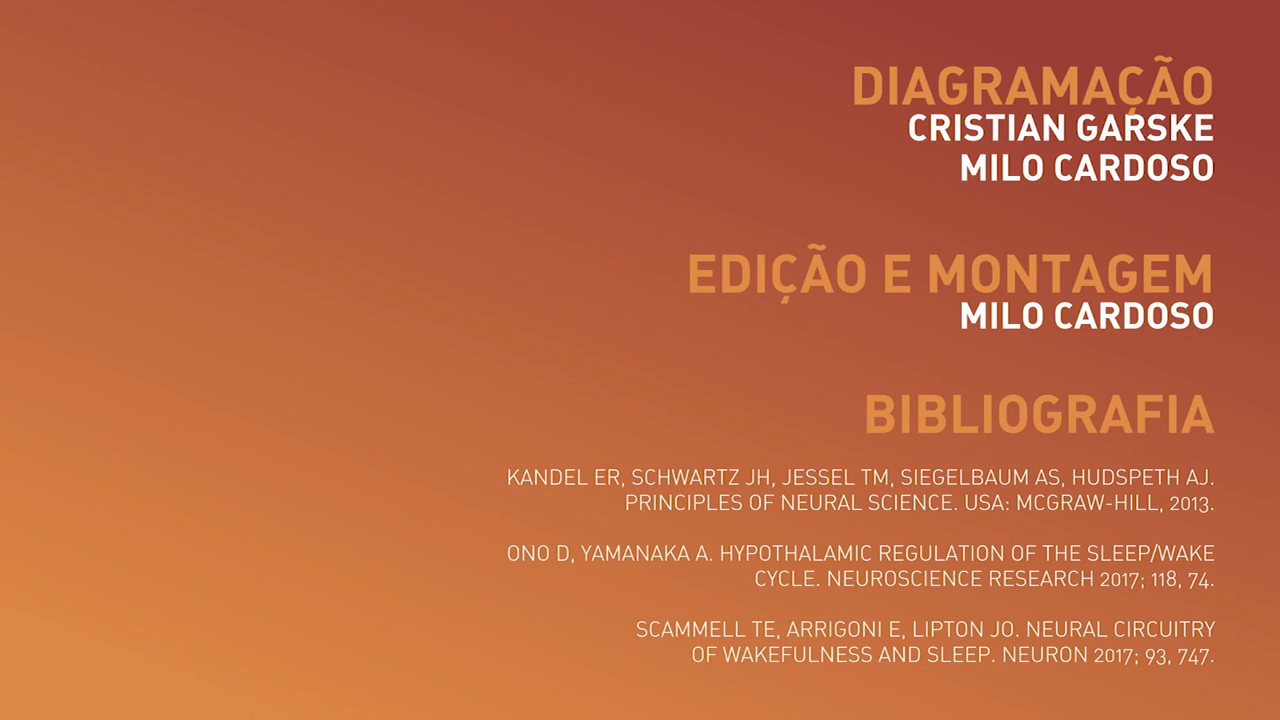 DIAGRAMAÇÃO
CRISTIAN GARSKE
MILO CARDOSO
EDIÇÃO E MONTAGEM
MILO CARDOSO
BIBLIOGRAFIA
KANDEL ER, SCHWARTZ JH, JESSEL TM, SIEGELBAUM AS, HUDSPETH AJ.
PRINCIPLES OF NEURAL SCIENCE. USA: MCGRAW-HILL, 2013.
ONO D, YAMANAKA A. HYPOTHALAMIC REGULATION OF THE SLEEP/WAKE
CYCLE. NEUROSCIENCE RESEARCH 2017; 118, 74.
SCAMMELL TE, ARRIGONI E, LIPTON JO. NEURAL CIRCUITRY
OF WAKEFULNESS AND SLEEP. NEURON 2017; 93, 747.